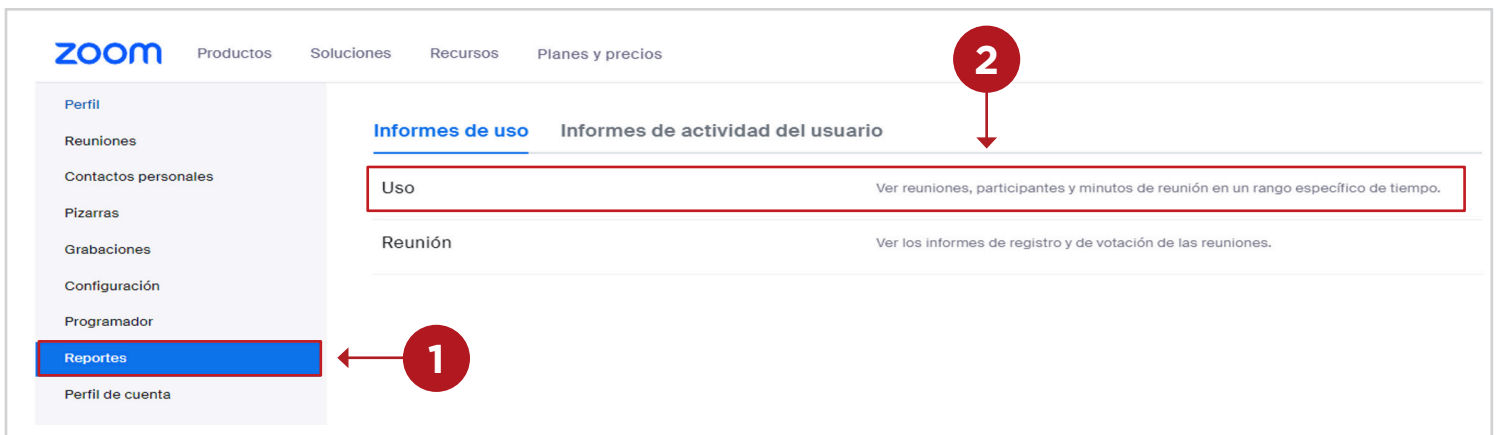 zoom Productos Soluciones Recursos Planes y precios
2
Perfil
Reuniones
Contactos personales
Pizarras
Grabaciones
Configuración
Programador
Reportes
Perfil de cuenta
1
Informes de uso Informes de actividad del usuario
Uso Ver reuniones, participantes y minutos de reunión en un rango específico de tiempo.
Reunión Ver los informes de registro y de votación de las reuniones.